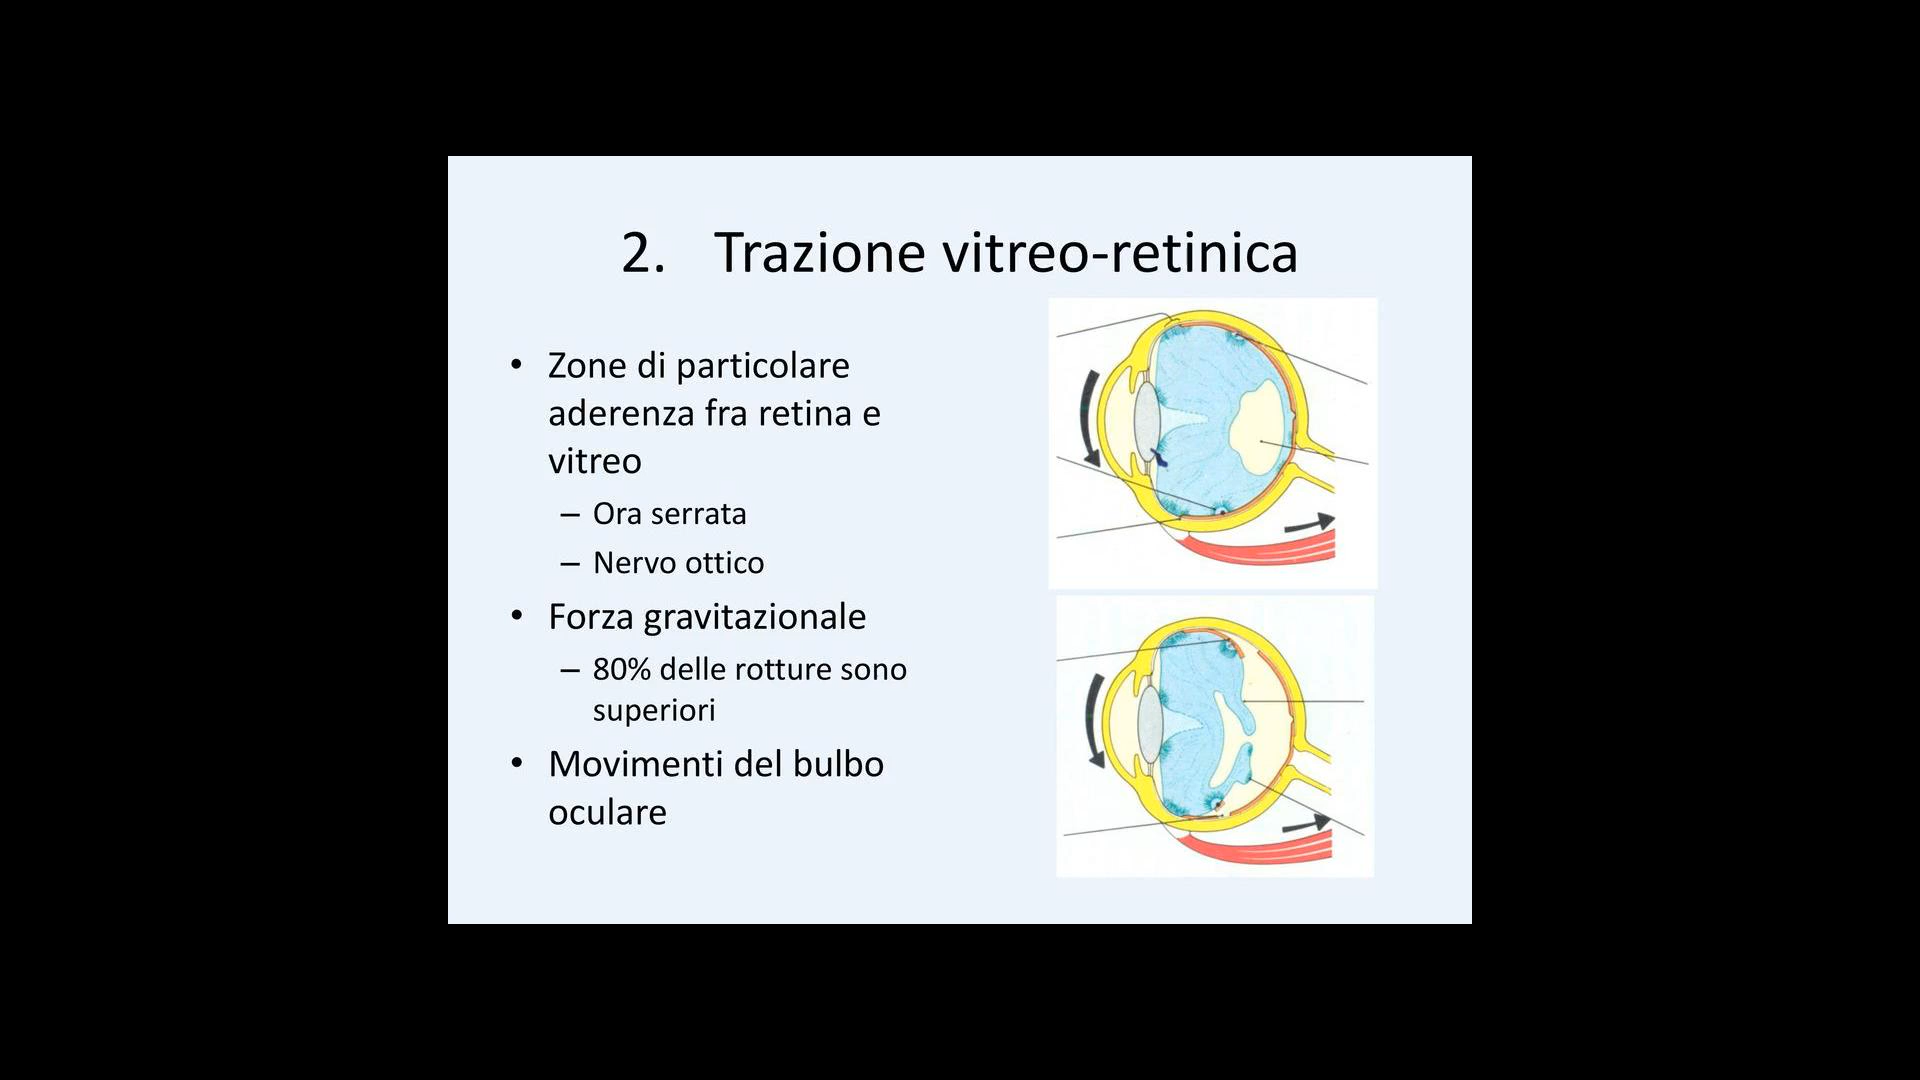 2. Trazione vitreo-retinica
• Zone di particolare
aderenza fra retina e
vitreo
– Ora serrata
– Nervo ottico
• Forza gravitazionale
– 80% delle rotture sono
superiori
• Movimenti del bulbo
oculare